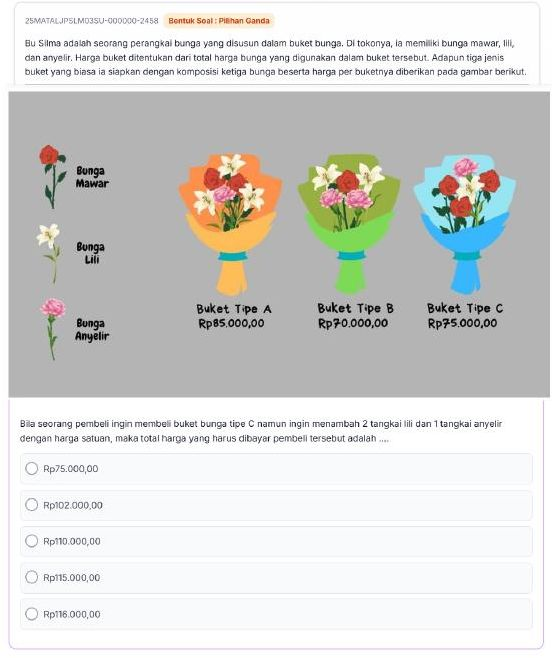 25MATALJPSLM03SU-000000-2458 Bentuk Soal : Pilihan Ganda
Bu Silma adalah seorang perangkai bunga yang disusun dalam buket bunga. Di tokonya, ia memiliki bunga mawar, lili,
dan anyelir. Harga buket ditentukan dari total harga bunga yang digunakan dalam buket tersebut. Adapun tiga jenis
buket yang biasa ia siapkan dengan komposisi ketiga bunga beserta harga per buketnya diberikan pada gambar berikut.
Bunga
Mawar
Bunga
Lili
Bunga
Anyelir
Buket Tipe A
Rp85.000,00
Buket Tipe B
Rp70.000,00
Buket Tipe C
Rp75.000,00
Bila seorang pembeli ingin membeli buket bunga tipe C namun ingin menambah 2 tangkai lili dan 1 tangkai anyelir
dengan harga satuan, maka total harga yang harus dibayar pembeli tersebut adalah ....
Rp75.000,00
Rp102.000,00
Rp110.000,00
Rp115.000,00
Rp116.000,00